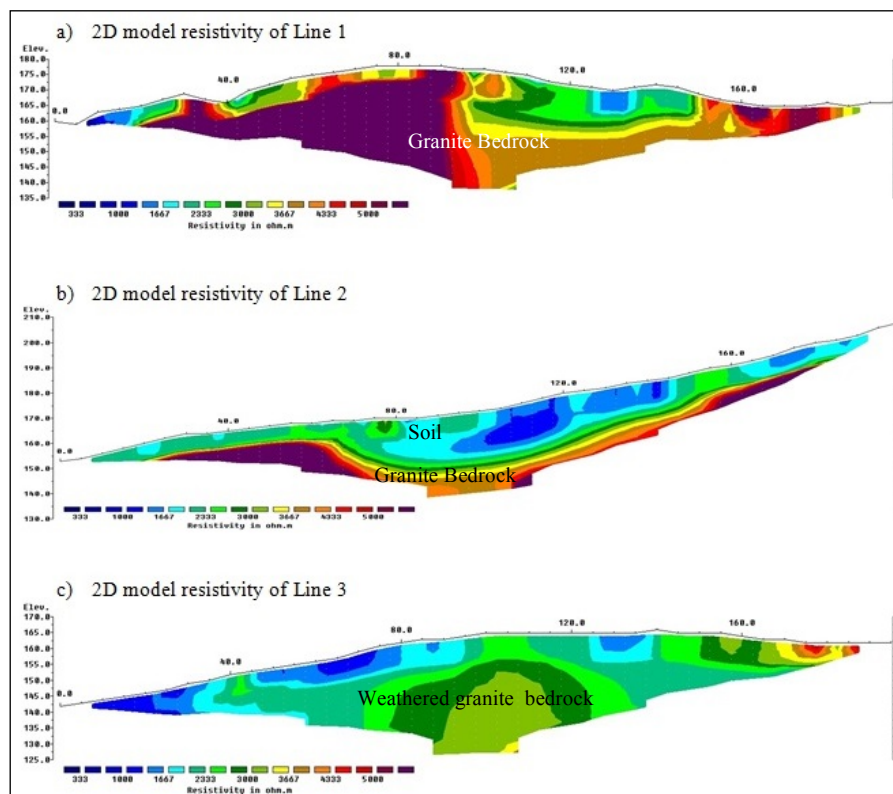 a) 2D model resistivity of Line 1
Elev.
180.0
175.0
170.0
165.0
160.0
155.0
150.0
145.0
140.0
135.0
0.0
40.0
80.0
120.0
160.0
Granite Bedrock
333 1000 1667 2333 3000 3667 4333 5000
Resistivity in ohm.m
b) 2D model resistivity of Line 2
Elev.
210.0
200.0
190.0
180.0
170.0
160.0
150.0
140.0
130.0
0.0
40.0
80.0
120.0
160.0
Soil
Granite Bedrock
333 1000 1667 2333 3000 3667 4333 5000
Resistivity in ohm.m
c) 2D model resistivity of Line 3
Elev.
170.0
165.0
160.0
155.0
150.0
145.0
140.0
135.0
130.0
125.0
0.0
40.0
80.0
120.0
160.0
Weathered granite bedrock
333 1000 1667 2333 3000 3667 4333 5000
Resistivity in ohm.m